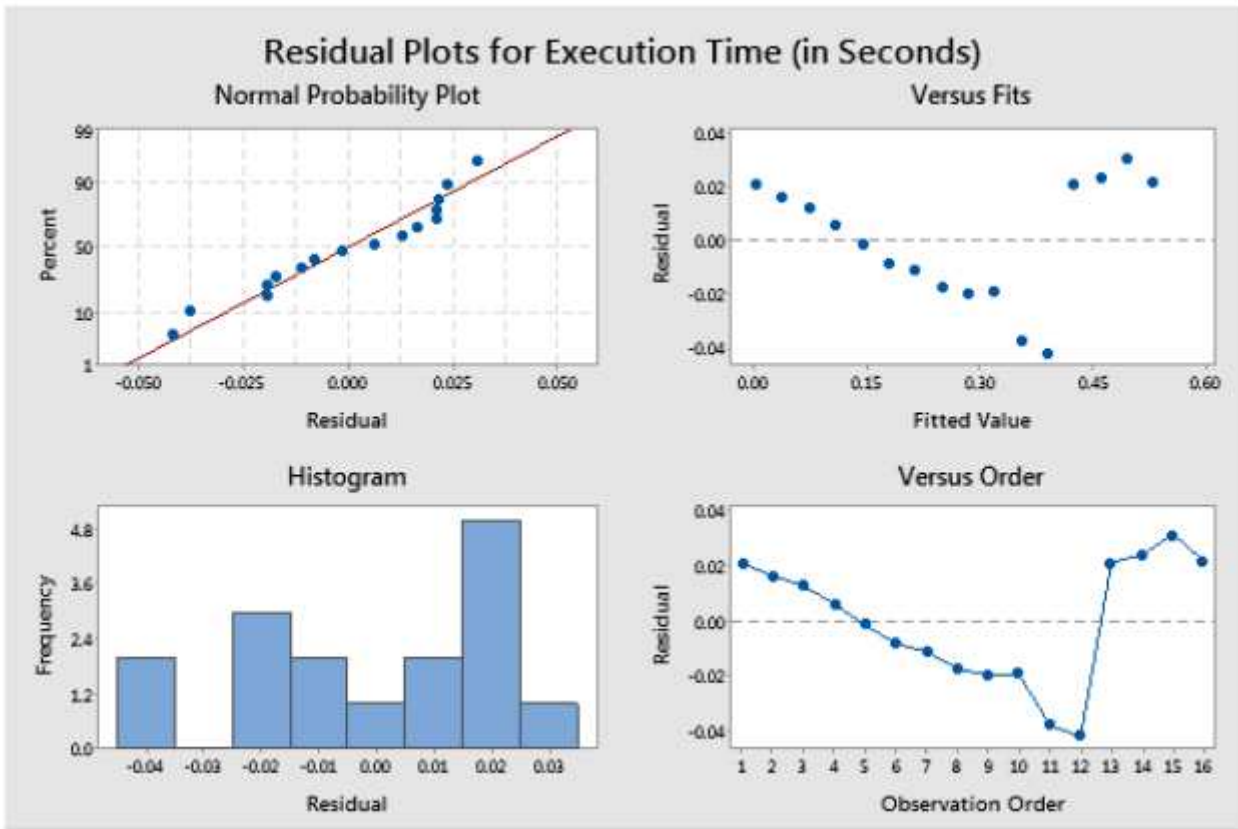 Residual Plots for Execution Time (in Seconds)
Normal Probability Plot
99
90
50
10
1
Percent
-0.050 -0.025 0.000 0.025 0.050
Residual
Versus Fits
0.04
0.02
0.00
-0.02
-0.04
Residual
0.00 0.15 0.30 0.45 0.60
Fitted Value
Histogram
4.8
3.6
2.4
1.2
0.0
Frequency
-0.04 -0.03 -0.02 -0.01 0.00 0.01 0.02 0.03
Residual
Versus Order
0.04
0.02
0.00
-0.02
-0.04
Residual
1 2 3 4 5 6 7 8 9 10 11 12 13 14 15 16
Observation Order